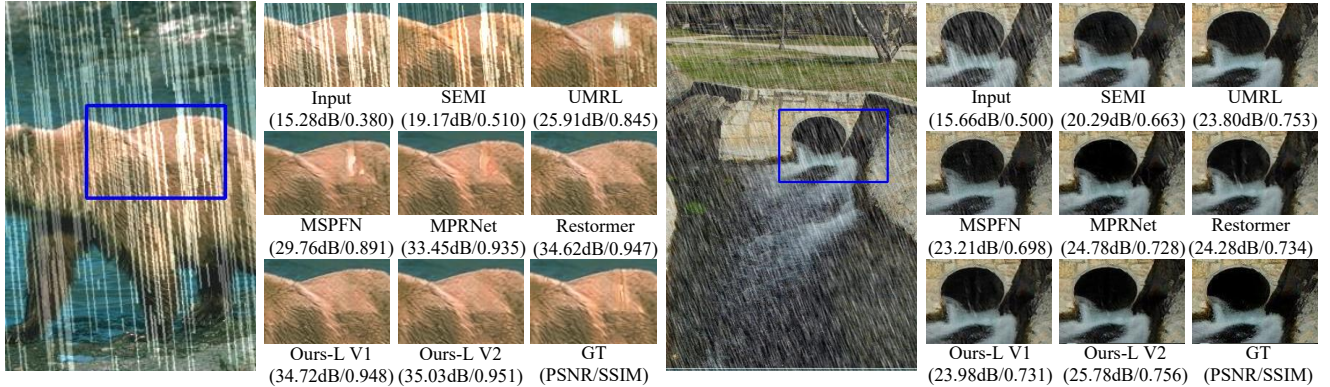 Input SEMI UMRL
(15.28dB/0.380) (19.17dB/0.510) (25.91dB/0.845)
MSPFN MPRNet Restormer
(29.76dB/0.891) (33.45dB/0.935) (34.62dB/0.947)
Ours-L V1 Ours-L V2 GT
(34.72dB/0.948) (35.03dB/0.951) (PSNR/SSIM)
Input SEMI UMRL
(15.66dB/0.500) (20.29dB/0.663) (23.80dB/0.753)
MSPFN MPRNet Restormer
(23.21dB/0.698) (24.78dB/0.728) (24.28dB/0.734)
Ours-L V1 Ours-L V2 GT
(23.98dB/0.731) (25.78dB/0.756) (PSNR/SSIM)